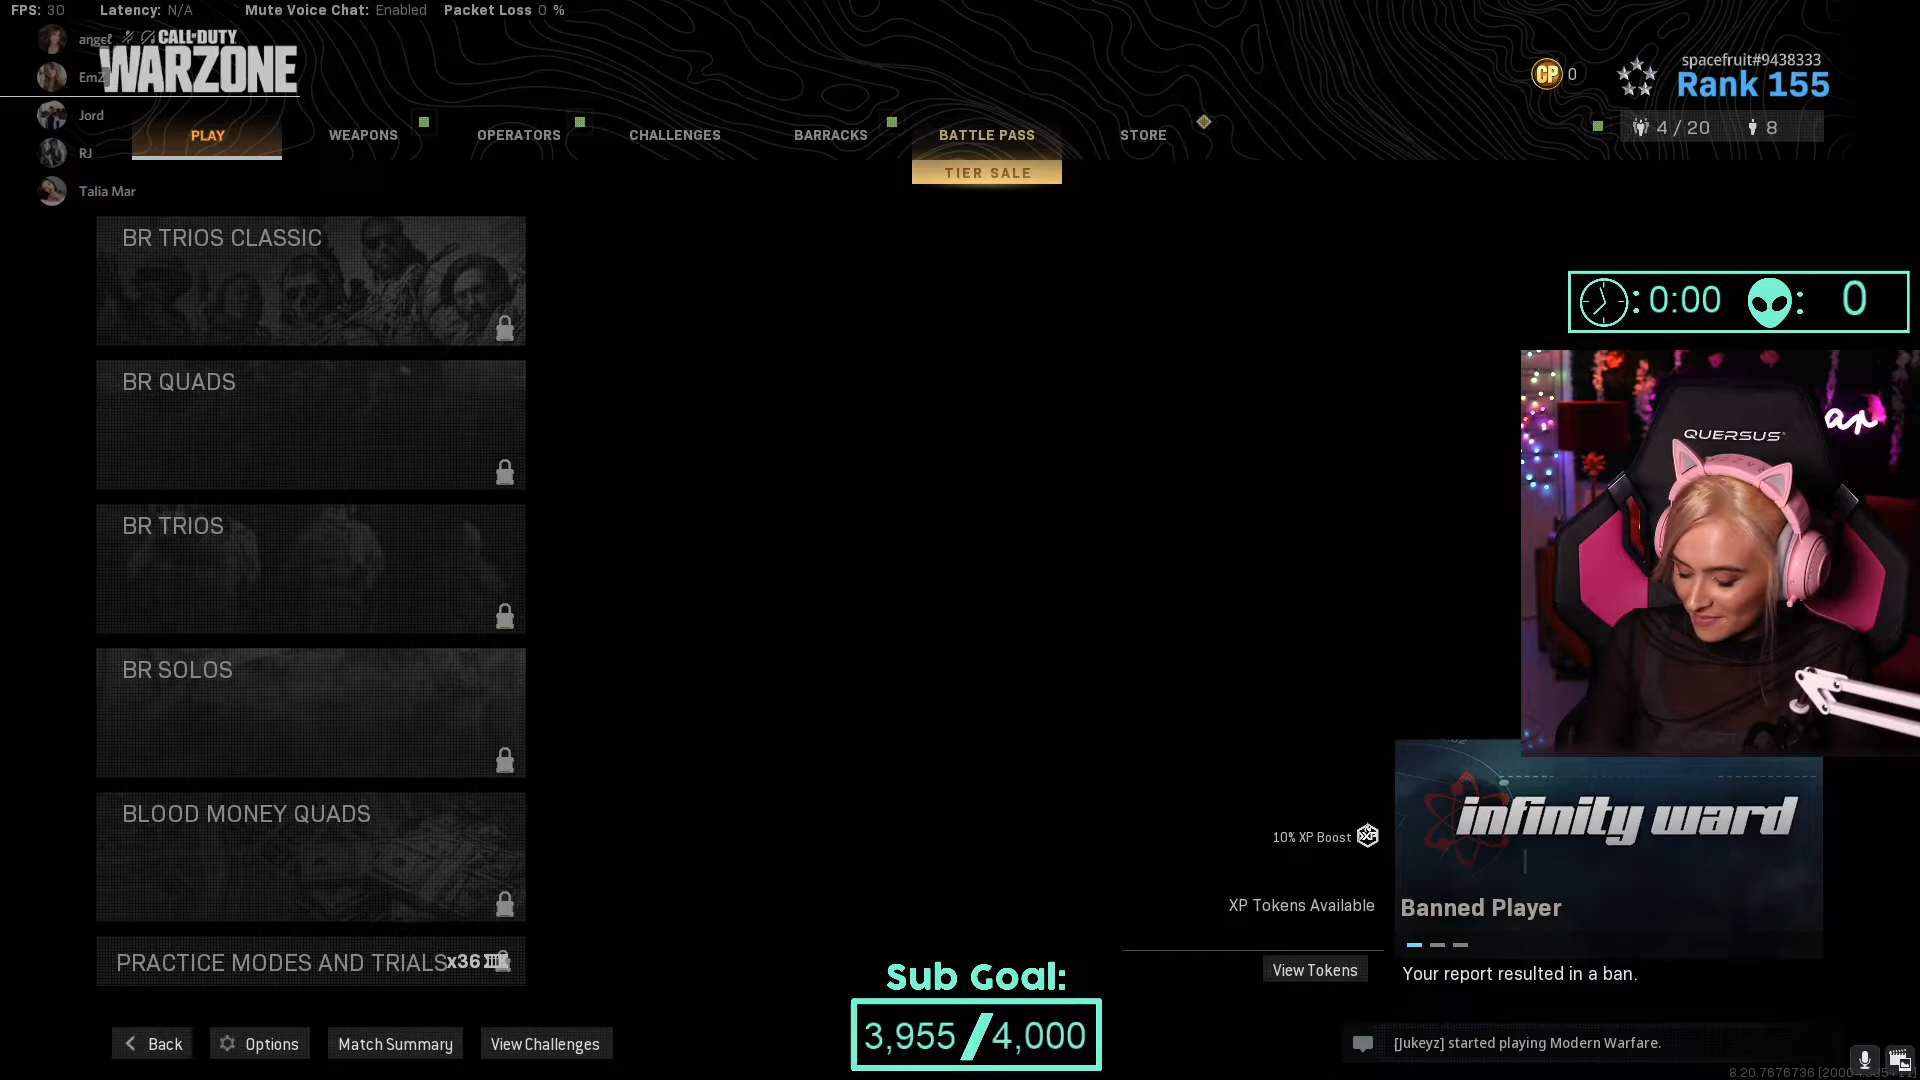 FPS: 30 Latency: N/A Mute Voice Chat: Enabled Packet Loss 0 %
angel
EmZ
Jord
RJ
Talia Mar
CALL OF DUTY
WARZONE
CP 0
spacefruit#9438333
Rank 155
4 / 20 8
PLAY WEAPONS OPERATORS CHALLENGES BARRACKS BATTLE PASS STORE
TIER SALE
BR TRIOS CLASSIC
BR QUADS
BR TRIOS
BR SOLOS
BLOOD MONEY QUADS
PRACTICE MODES AND TRIALS x36
: 0:00 : 0
QUERSUS
10% XP Boost XP
XP Tokens Available
View Tokens
infinity ward
Banned Player
Your report resulted in a ban.
Sub Goal:
3,955/4,000
Back Options Match Summary View Challenges
[Jukeyz] started playing Modern Warfare.